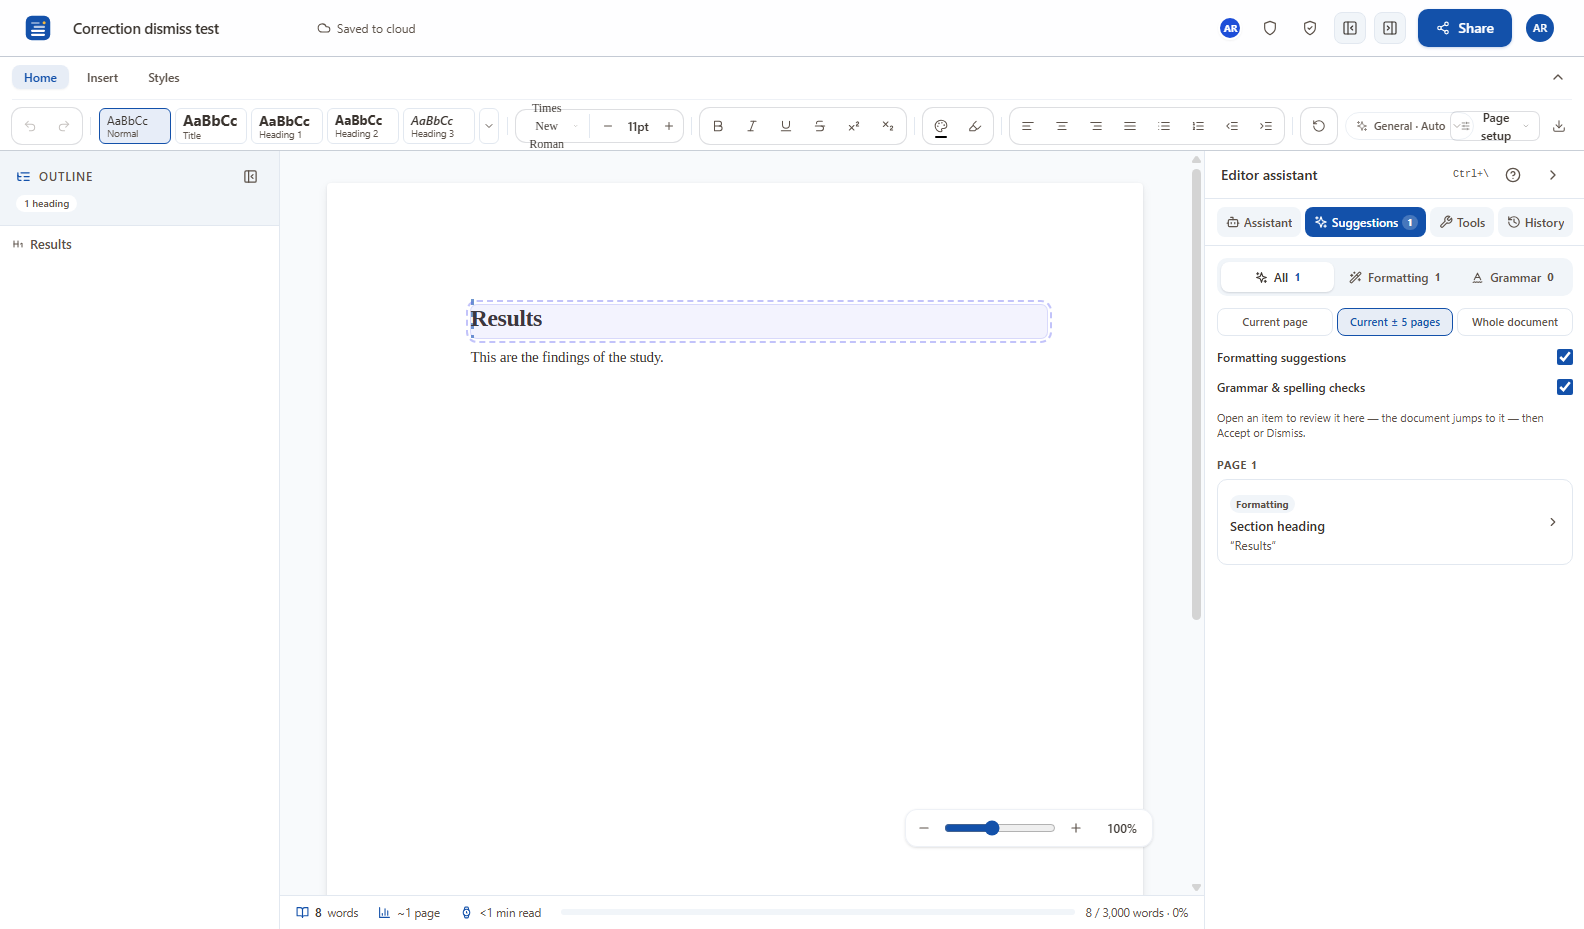 Correction dismiss test
Saved to cloud
AR
Share
AR
Home
Insert
Styles
AaBbCc
Normal
AaBbCc
Title
AaBbCc
Heading 1
AaBbCc
Heading 2
AaBbCc
Heading 3
Times
New
Roman
11pt
General · Auto
Page
setup
OUTLINE
1 heading
H1 Results
Results
This are the findings of the study.
100%
8 words
~1 page
<1 min read
8 / 3,000 words · 0%
Editor assistant
Ctrl+\
Assistant
Suggestions 1
Tools
History
All 1
Formatting 1
Grammar 0
Current page
Current ± 5 pages
Whole document
Formatting suggestions
Grammar & spelling checks
Open an item to review it here — the document jumps to it — then
Accept or Dismiss.
PAGE 1
Formatting
Section heading
“Results”